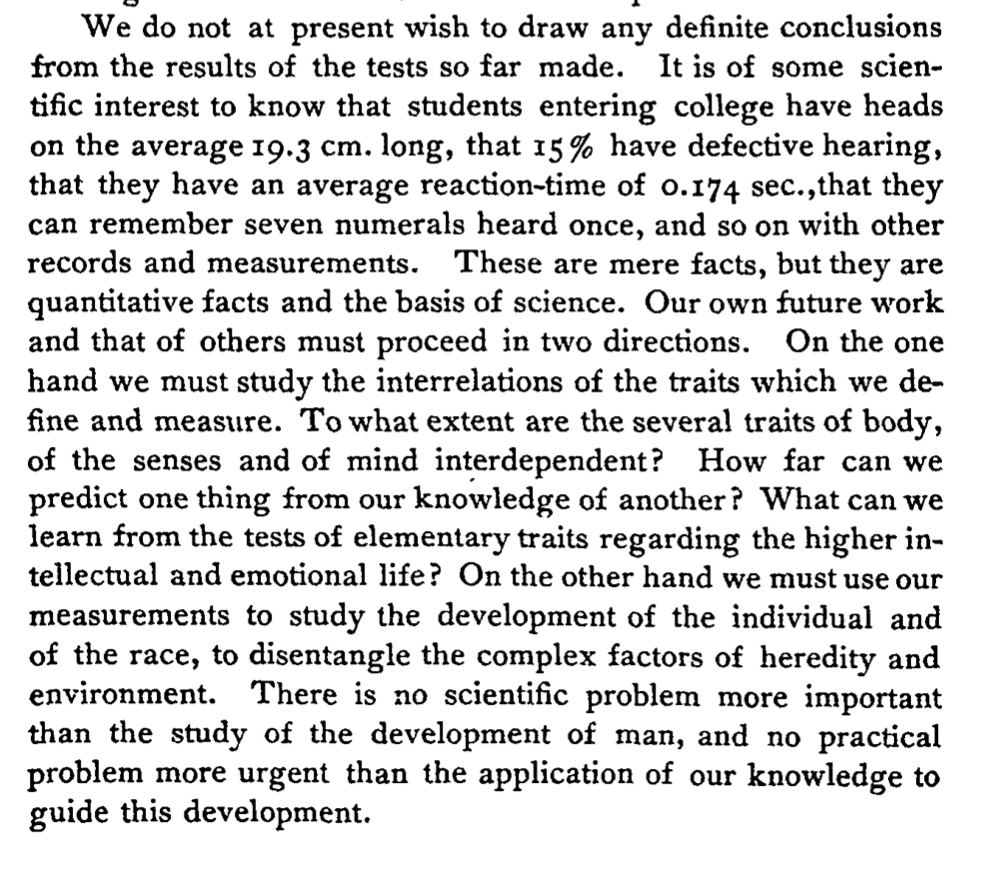 We do not at present wish to draw any definite conclusions
from the results of the tests so far made. It is of some scien-
tific interest to know that students entering college have heads
on the average 19.3 cm. long, that 15% have defective hearing,
that they have an average reaction-time of 0.174 sec.,that they
can remember seven numerals heard once, and so on with other
records and measurements. These are mere facts, but they are
quantitative facts and the basis of science. Our own future work
and that of others must proceed in two directions. On the one
hand we must study the interrelations of the traits which we de-
fine and measure. To what extent are the several traits of body,
of the senses and of mind interdependent? How far can we
predict one thing from our knowledge of another? What can we
learn from the tests of elementary traits regarding the higher in-
tellectual and emotional life? On the other hand we must use our
measurements to study the development of the individual and
of the race, to disentangle the complex factors of heredity and
environment. There is no scientific problem more important
than the study of the development of man, and no practical
problem more urgent than the application of our knowledge to
guide this development.